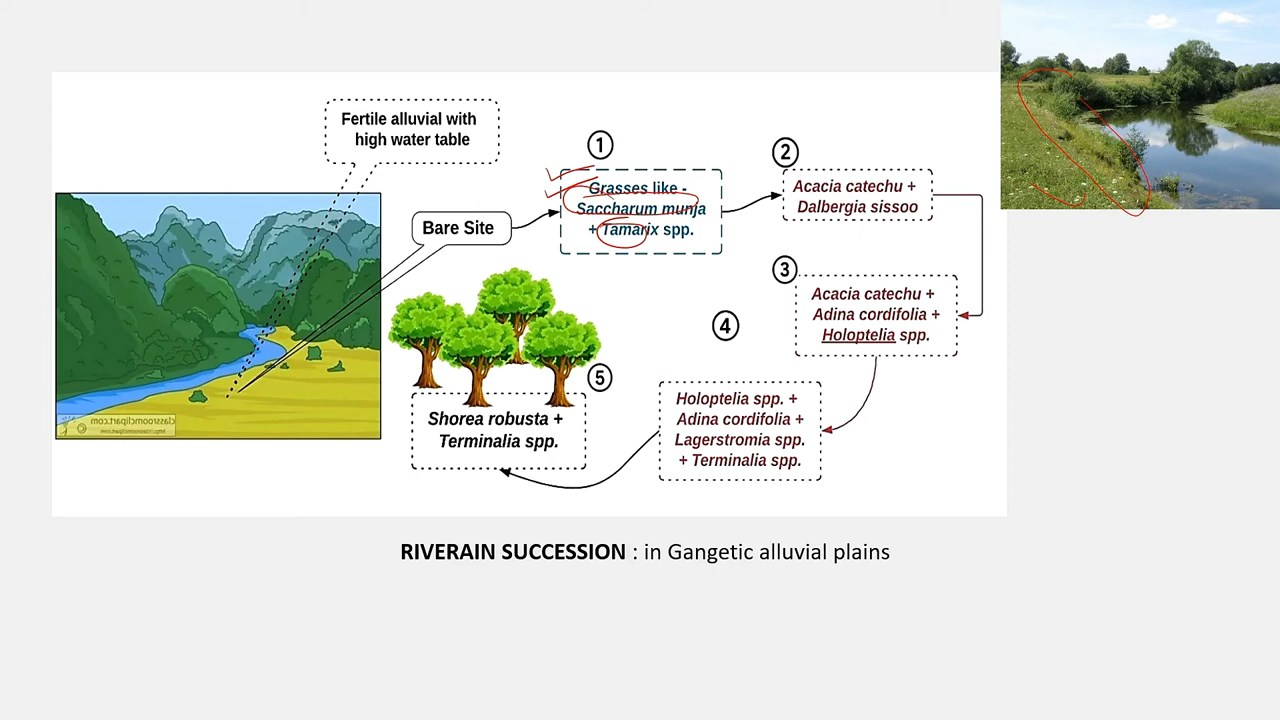 Fertile alluvial with
high water table
Bare Site
1
Grasses like -
Saccharum munja
+ Tamarix spp.
2
Acacia catechu +
Dalbergia sissoo
3
Acacia catechu +
Adina cordifolia +
Holoptelia spp.
4
Holoptelia spp. +
Adina cordifolia +
Lagerstromia spp.
+ Terminalia spp.
5
Shorea robusta +
Terminalia spp.
classroomclipart.com
©
RIVERAIN SUCCESSION : in Gangetic alluvial plains